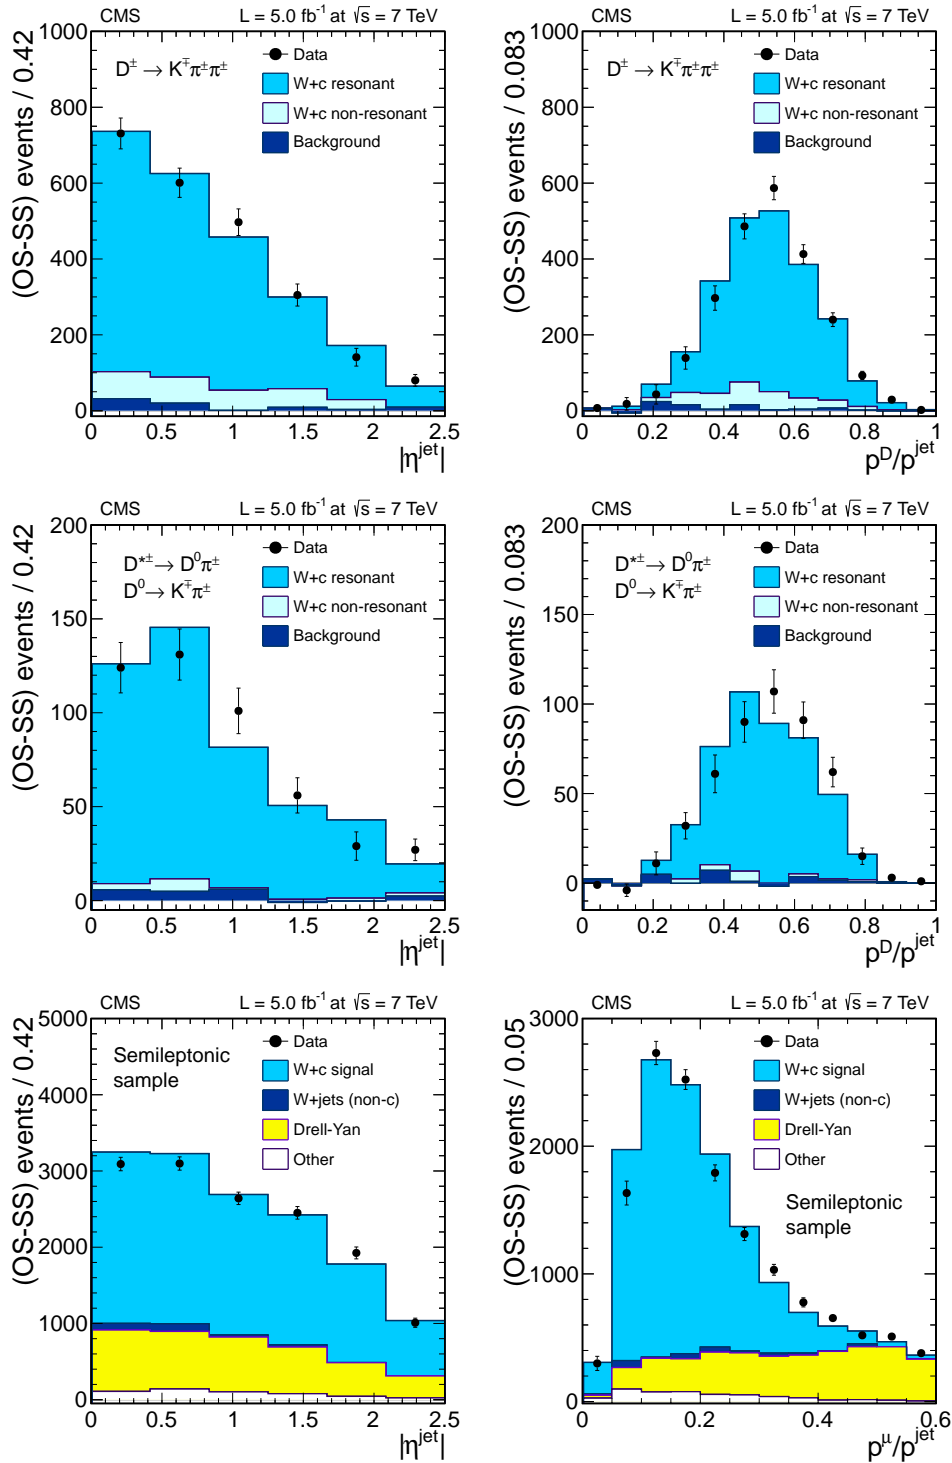 CMS L = 5.0 fb⁻¹ at √s = 7 TeV
(OS-SS) events / 0.42
1000
800
600
400
200
0
D± → K∓π±π±
Data
W+c resonant
W+c non-resonant
Background
0 0.5 1 1.5 2 2.5
|η^jet|
CMS L = 5.0 fb⁻¹ at √s = 7 TeV
(OS-SS) events / 0.083
1000
800
600
400
200
0
D± → K∓π±π±
Data
W+c resonant
W+c non-resonant
Background
0 0.2 0.4 0.6 0.8 1
p^D/p^jet
CMS L = 5.0 fb⁻¹ at √s = 7 TeV
(OS-SS) events / 0.42
200
150
100
50
0
D*± → D⁰π±
D⁰ → K∓π±
Data
W+c resonant
W+c non-resonant
Background
0 0.5 1 1.5 2 2.5
|η^jet|
CMS L = 5.0 fb⁻¹ at √s = 7 TeV
(OS-SS) events / 0.083
200
150
100
50
0
D*± → D⁰π±
D⁰ → K∓π±
Data
W+c resonant
W+c non-resonant
Background
0 0.2 0.4 0.6 0.8 1
p^D/p^jet
CMS L = 5.0 fb⁻¹ at √s = 7 TeV
(OS-SS) events / 0.42
5000
4000
3000
2000
1000
0
Semileptonic
sample
Data
W+c signal
W+jets (non-c)
Drell-Yan
Other
0 0.5 1 1.5 2 2.5
|η^jet|
CMS L = 5.0 fb⁻¹ at √s = 7 TeV
(OS-SS) events / 0.05
3000
2000
1000
0
Data
W+c signal
W+jets (non-c)
Drell-Yan
Other
Semileptonic
sample
0 0.2 0.4 0.6
p^μ/p^jet